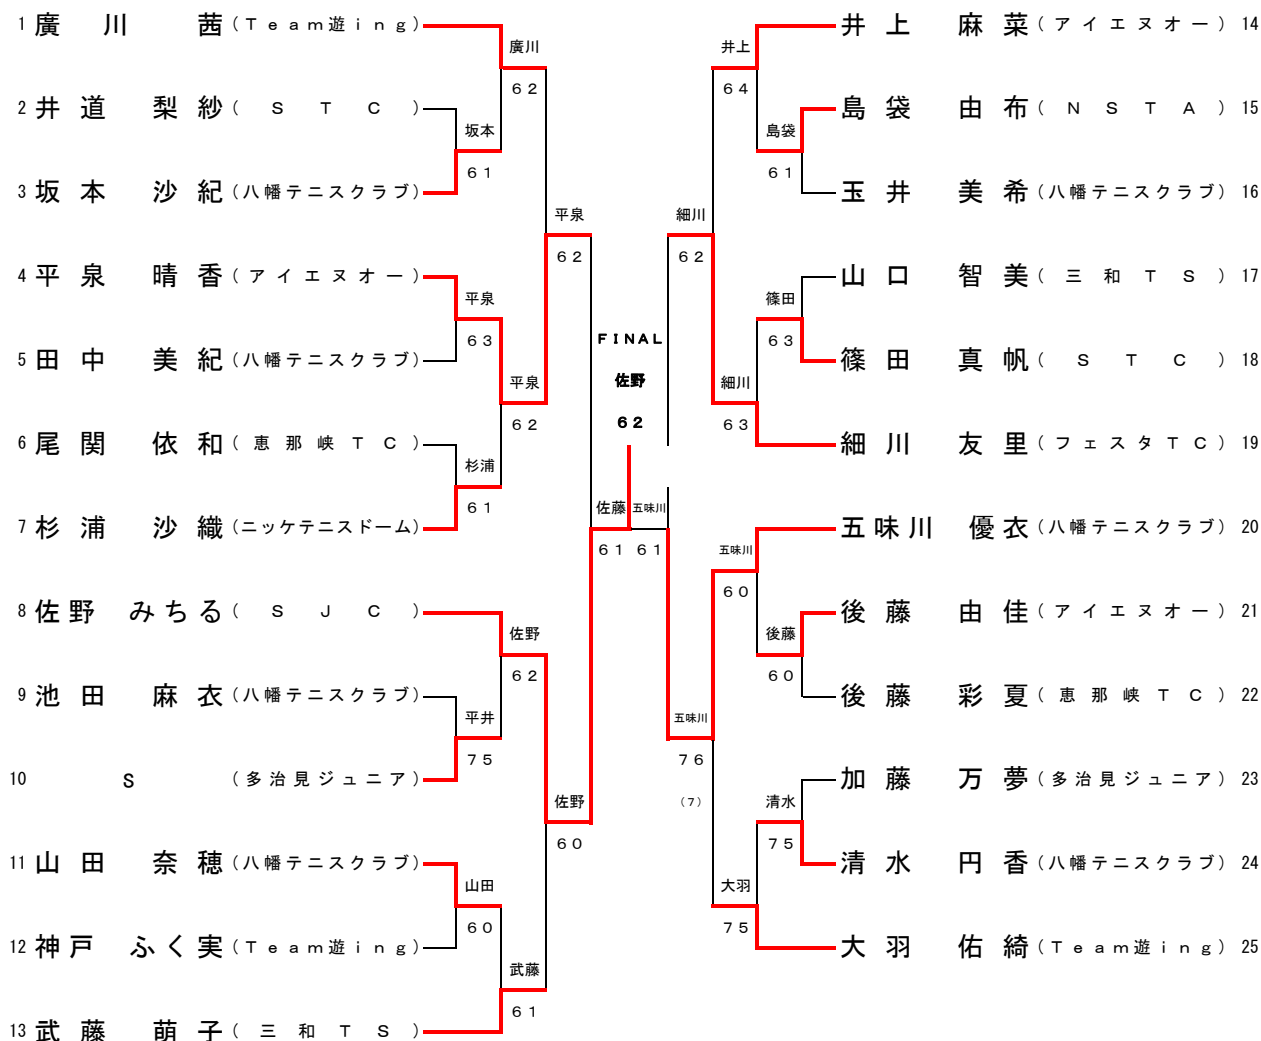 1 廣川 茜 (Team遊ing)
2 井道 梨紗 (STC)
3 坂本 沙紀 (八幡テニスクラブ)
4 平泉 晴香 (アイエヌオー)
5 田中 美紀 (八幡テニスクラブ)
6 尾関 依和 (恵那峡TC)
7 杉浦 沙織 (ニッケテニスドーム)
8 佐野 みちる (SJC)
9 池田 麻衣 (八幡テニスクラブ)
10 S (多治見ジュニア)
11 山田 奈穂 (八幡テニスクラブ)
12 神戸 ふく実 (Team遊ing)
13 武藤 萌子 (三和TS)
坂本
61
平泉
63
杉浦
61
平井
75
山田
60
廣川
62
平泉
62
佐野
62
武藤
61
平泉
62
佐野
60
佐藤
61
FINAL
佐野
62
五味川
61
細川
62
五味川
76
(7)
井上
64
細川
63
五味川
60
大羽
75
島袋
61
篠田
63
後藤
60
清水
75
井上 麻菜 (アイエヌオー) 14
島袋 由布 (NSTA) 15
玉井 美希 (八幡テニスクラブ) 16
山口 智美 (三和TS) 17
篠田 真帆 (STC) 18
細川 友里 (フェスタTC) 19
五味川 優衣 (八幡テニスクラブ) 20
後藤 由佳 (アイエヌオー) 21
後藤 彩夏 (恵那峡TC) 22
加藤 万夢 (多治見ジュニア) 23
清水 円香 (八幡テニスクラブ) 24
大羽 佑綺 (Team遊ing) 25